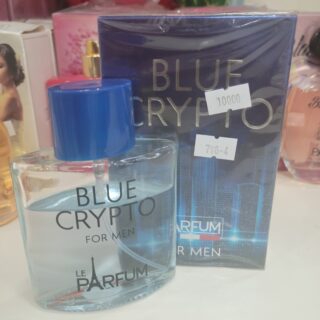 BLUE
CRYPTO
FOR MEN
LE
PARFUM
BLUE
CRYPTO
10000
PARFUM
FOR MEN